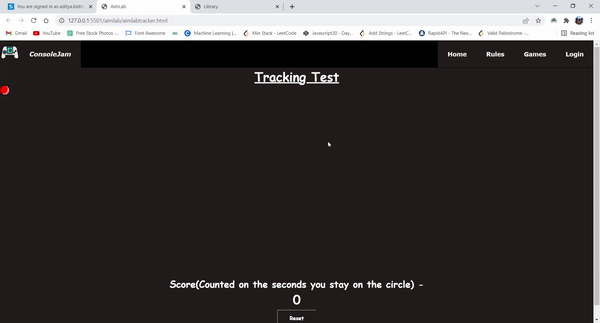 You are signed in as aditya.bish
AimLab
Library
127.0.0.1:5501/aimlab/aimlabtracker.html
Gmail
YouTube
Free Stock Photos ...
Font Awesome
Machine Learning |...
Min Stack - LeetCode
Javascript30 - Day...
Add Strings - LeetC...
RapidAPI - The Nex...
Valid Palindrome -...
Reading list
ConsoleJam
Home
Rules
Games
Login
Tracking Test
Score(Counted on the seconds you stay on the circle) -
0
Reset